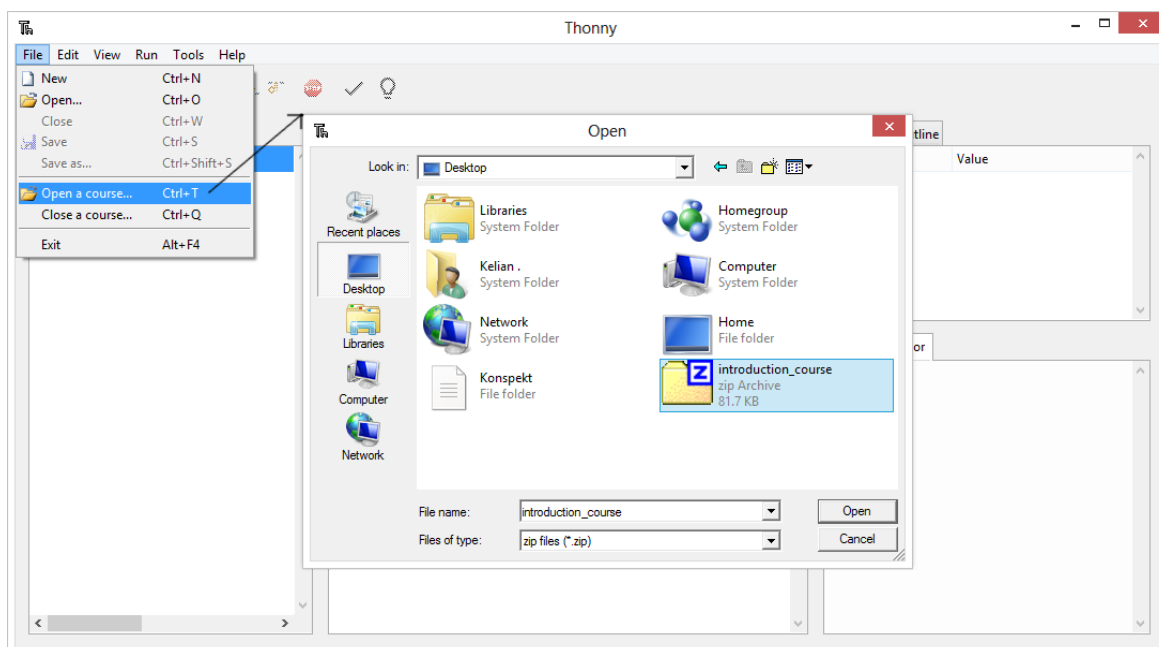 Thonny
File Edit View Run Tools Help
New Ctrl+N
Open... Ctrl+O
Close Ctrl+W
Save Ctrl+S
Save as... Ctrl+Shift+S
Open a course... Ctrl+T
Close a course... Ctrl+Q
Exit Alt+F4
STOP
tline
Value
or
Open
Look in: Desktop
Recent places
Desktop
Libraries
Computer
Network
Libraries
System Folder
Homegroup
System Folder
Kelian .
System Folder
Computer
System Folder
Network
System Folder
Home
File folder
Konspekt
File folder
introduction_course
zip Archive
81.7 KB
File name: introduction_course Open
Files of type: zip files (*.zip) Cancel